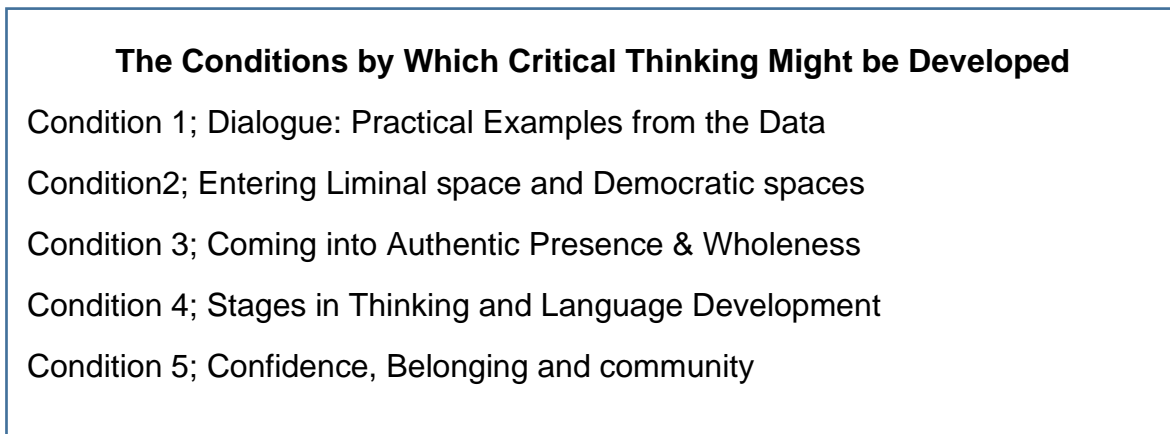 The Conditions by Which Critical Thinking Might be Developed
Condition 1; Dialogue: Practical Examples from the Data
Condition2; Entering Liminal space and Democratic spaces
Condition 3; Coming into Authentic Presence & Wholeness
Condition 4; Stages in Thinking and Language Development
Condition 5; Confidence, Belonging and community